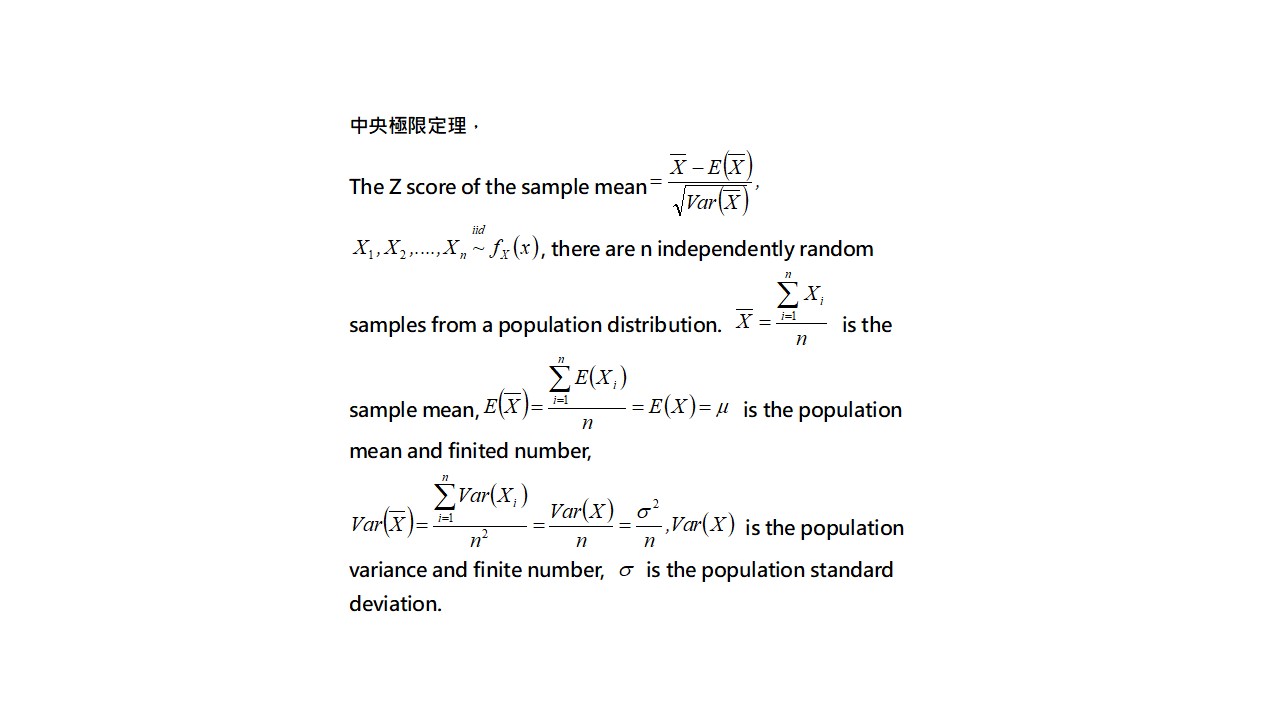 中央極限定理，
The Z score of the sample mean $= \frac{\overline{X} - E(\overline{X})}{\sqrt{Var(\overline{X})}}$,
$X_1, X_2, ...., X_n \overset{iid}{\sim} f_X(x)$, there are n independently random
samples from a population distribution. $\overline{X} = \frac{\sum_{i=1}^{n} X_i}{n}$ is the
sample mean, $E(\overline{X}) = \frac{\sum_{i=1}^{n} E(X_i)}{n} = E(X) = \mu$ is the population
mean and finited number,
$Var(\overline{X}) = \frac{\sum_{i=1}^{n} Var(X_i)}{n^2} = \frac{Var(X)}{n} = \frac{\sigma^2}{n}, Var(X)$ is the population
variance and finite number, $\sigma$ is the population standard
deviation.